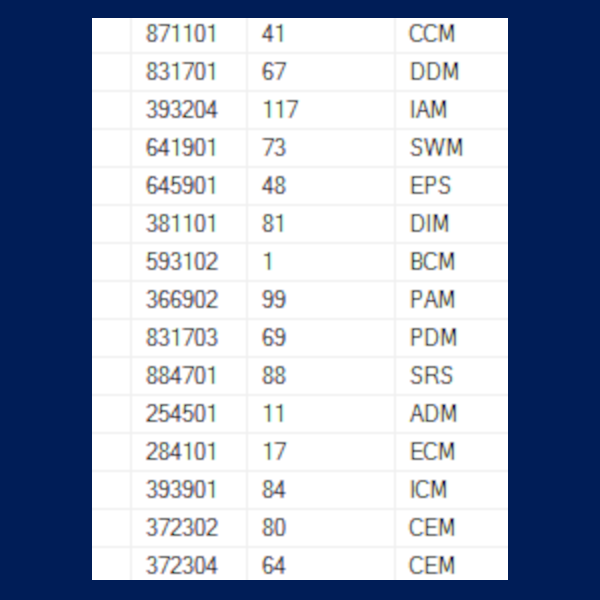 871101 41 CCM
831701 67 DDM
393204 117 IAM
641901 73 SWM
645901 48 EPS
381101 81 DIM
593102 1 BCM
366902 99 PAM
831703 69 PDM
884701 88 SRS
254501 11 ADM
284101 17 ECM
393901 84 ICM
372302 80 CEM
372304 64 CEM